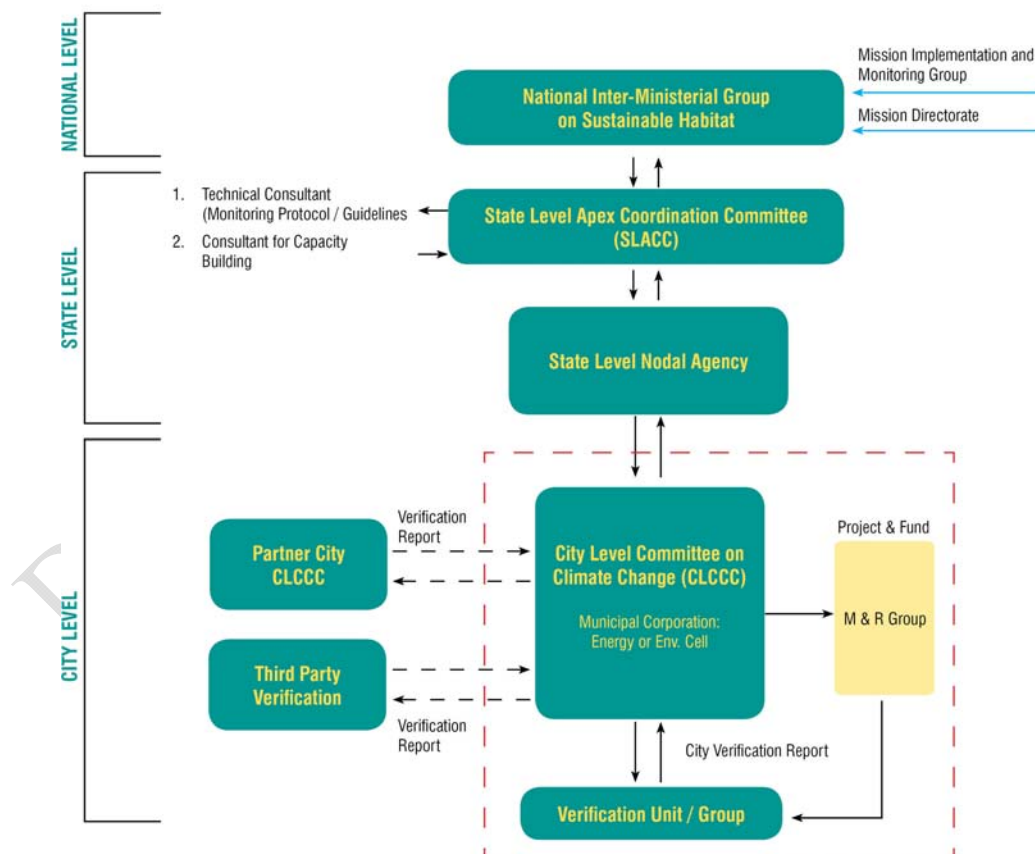 NATIONAL LEVEL
Mission Implementation and
Monitoring Group
National Inter-Ministerial Group
on Sustainable Habitat
Mission Directorate
STATE LEVEL
1. Technical Consultant
(Monitoring Protocol / Guidelines
2. Consultant for Capacity
Building
State Level Apex Coordination Committee
(SLACC)
State Level Nodal Agency
CITY LEVEL
Partner City
CLCCC
Verification
Report
City Level Committee on
Climate Change (CLCCC)
Municipal Corporation:
Energy or Env. Cell
Project & Fund
M & R Group
Third Party
Verification
Verification
Report
City Verification Report
Verification Unit / Group